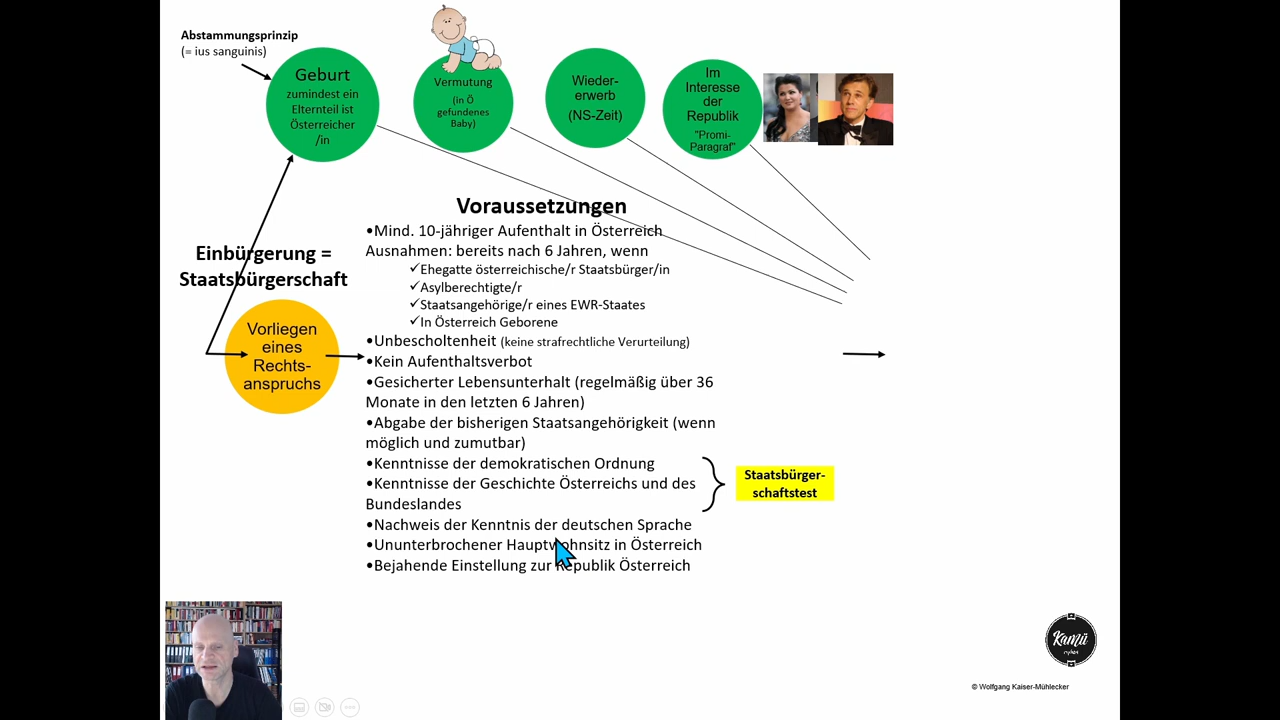 Abstammungsprinzip
(= ius sanguinis)
Geburt
zumindest ein
Elternteil ist
Österreicher
/in
Vermutung
(in Ö
gefundenes
Baby)
Wieder-
erwerb
(NS-Zeit)
Im
Interesse
der
Republik
"Promi-
Paragraf"
Einbürgerung =
Staatsbürgerschaft
Vorliegen
eines
Rechts-
anspruchs
Voraussetzungen
•Mind. 10-jähriger Aufenthalt in Österreich
Ausnahmen: bereits nach 6 Jahren, wenn
✓Ehegatte österreichische/r Staatsbürger/in
✓Asylberechtigte/r
✓Staatsangehörige/r eines EWR-Staates
✓In Österreich Geborene
•Unbescholtenheit (keine strafrechtliche Verurteilung)
•Kein Aufenthaltsverbot
•Gesicherter Lebensunterhalt (regelmäßig über 36
Monate in den letzten 6 Jahren)
•Abgabe der bisherigen Staatsangehörigkeit (wenn
möglich und zumutbar)
•Kenntnisse der demokratischen Ordnung
•Kenntnisse der Geschichte Österreichs und des
Bundeslandes
•Nachweis der Kenntnis der deutschen Sprache
•Ununterbrochener Hauptwohnsitz in Österreich
•Bejahende Einstellung zur Republik Österreich
Staatsbürger-
schaftstest
KaMü
© Wolfgang Kaiser-Mühlecker